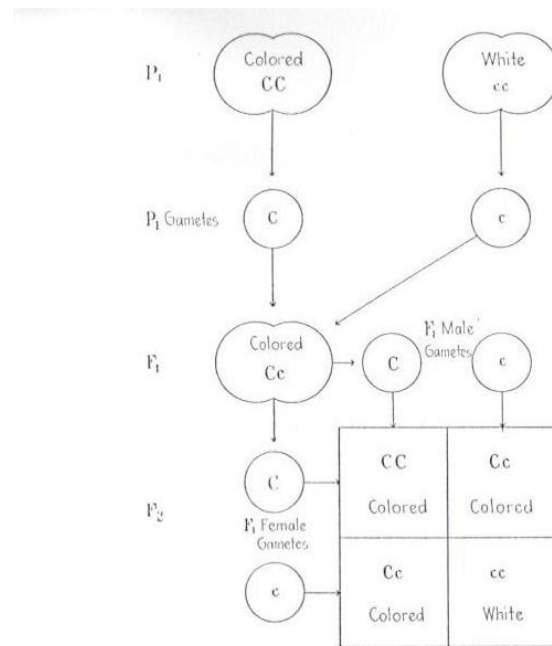 P₁
Colored
CC
White
cc
P₁ Gametes
C
c
F₁
Colored
Cc
C
F₁ Male
Gametes
c
F₂
C
CC
Colored
Cc
Colored
F₁ Female
Gametes
c
Cc
Colored
cc
White